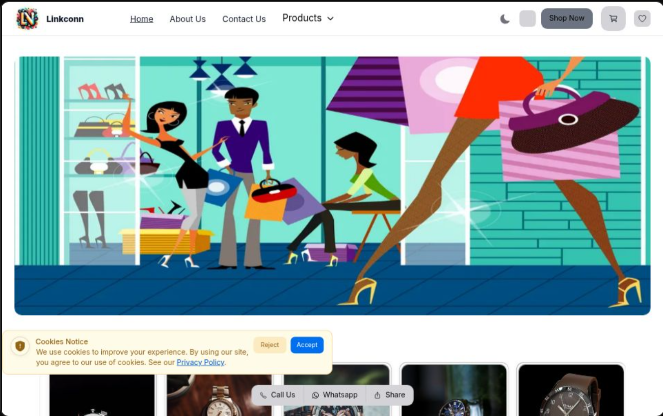 Linkconn
Home About Us Contact Us Products
Shop Now
Cookies Notice
We use cookies to improve your experience. By using our site,
you agree to our use of cookies. See our Privacy Policy.
Reject Accept
Call Us Whatsapp Share